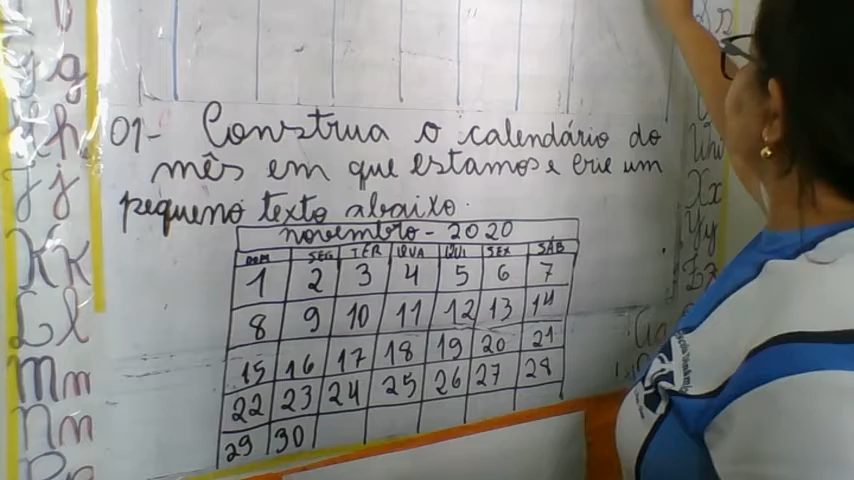 01- Construa o calendário do
mês em que estamos e crie um
pequeno texto abaixo.
novembro - 2020
DOM SEG TER QUA QUI SEX SÁB
1 2 3 4 5 6 7
8 9 10 11 12 13 14
15 16 17 18 19 20 21
22 23 24 25 26 27 28
29 30
g
h
J j
K k
L l
M m
N n
X x
Y y
Z z